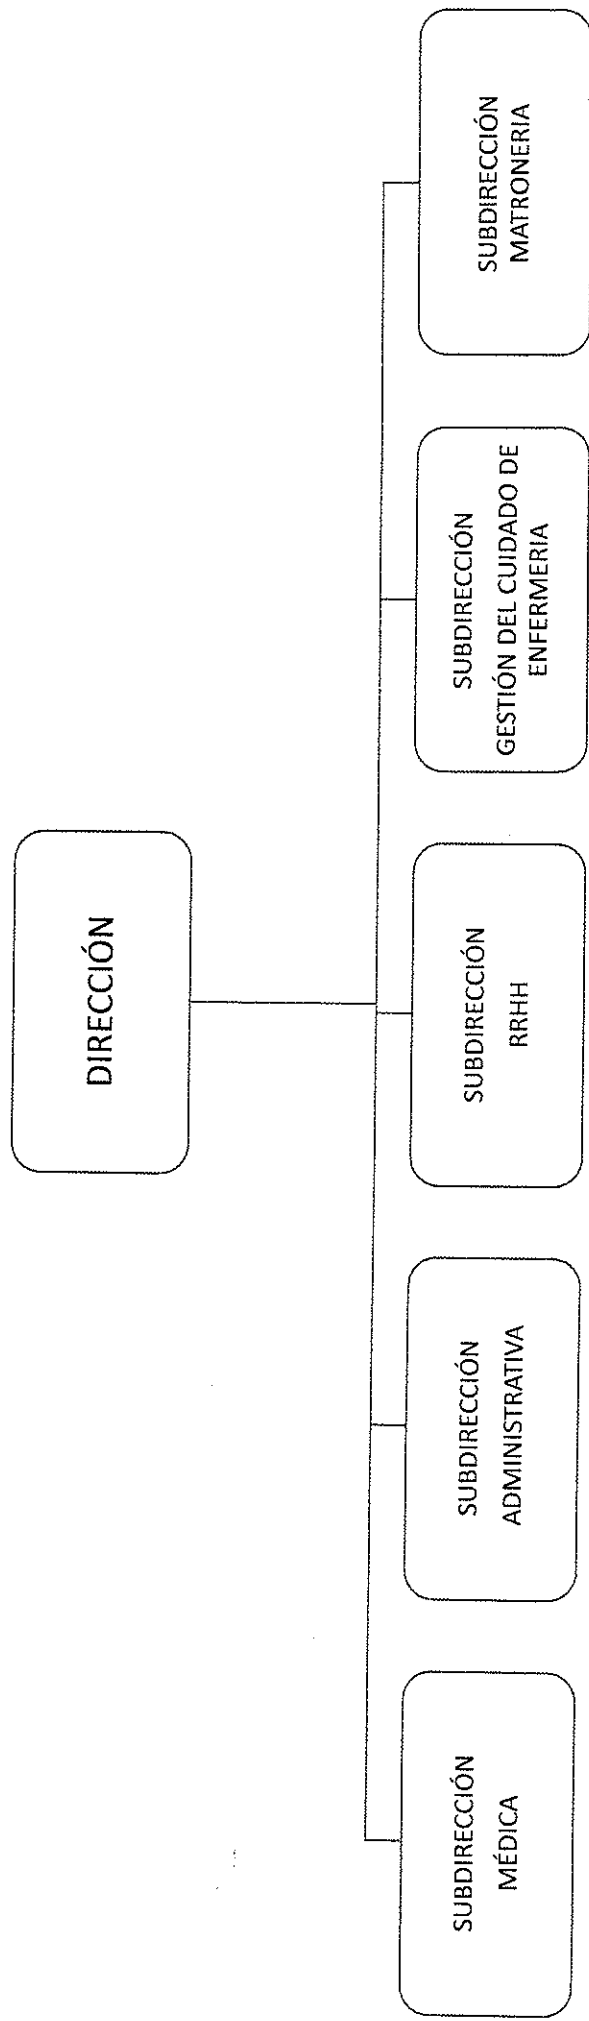 DIRECCIÓN
SUBDIRECCIÓN
MÉDICA
SUBDIRECCIÓN
ADMINISTRATIVA
SUBDIRECCIÓN
RRHH
SUBDIRECCIÓN
GESTIÓN DEL CUIDADO DE
ENFERMERIA
SUBDIRECCIÓN
MATRONERIA